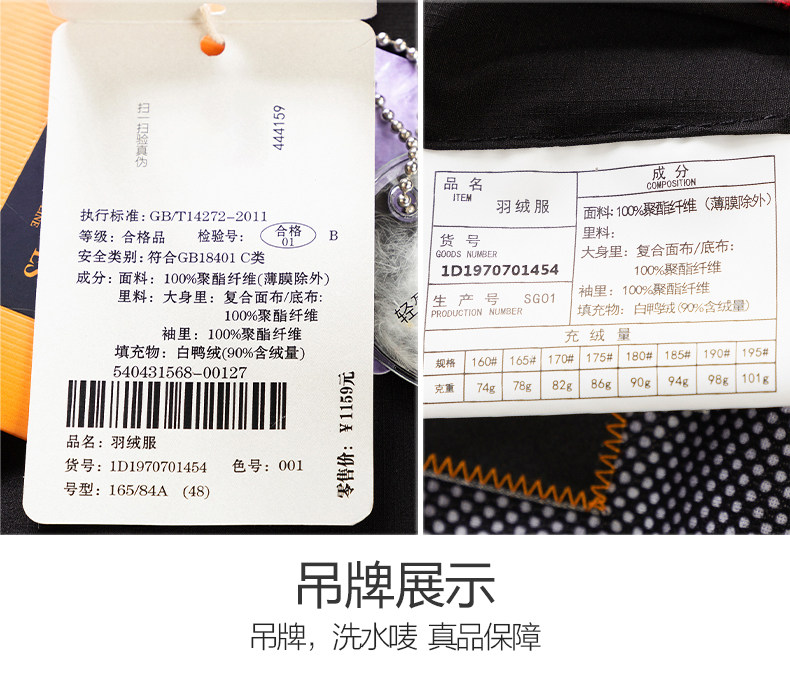 扫一扫验真伪
444159
执行标准: GB/T14272-2011
等级: 合格品 检验号: 合格 01 B
安全类别: 符合GB18401 C类
成分: 面料: 100%聚酯纤维(薄膜除外)
里料: 大身里: 复合面布/底布:
100%聚酯纤维
袖里: 100%聚酯纤维
填充物: 白鸭绒(90%含绒量)
540431568-00127
品名: 羽绒服
货号: 1D1970701454 色号: 001
号型: 165/84A (48)
零售价: ¥1159元
LS
轻
品名 羽绒服
ITEM
货号
GOODS NUMBER
1D1970701454
生产号 SG01
PRODUCTION NUMBER
成分
COMPOSITION
面料: 100%聚酯纤维 (薄膜除外)
里料:
大身里: 复合面布/底布:
100%聚酯纤维
袖里: 100%聚酯纤维
填充物: 白鸭绒(90%含绒量)
充绒量
规格 160# 165# 170# 175# 180# 185# 190# 195#
克重 74g 78g 82g 86g 90g 94g 98g 101g
吊牌展示
吊牌，洗水唛 真品保障